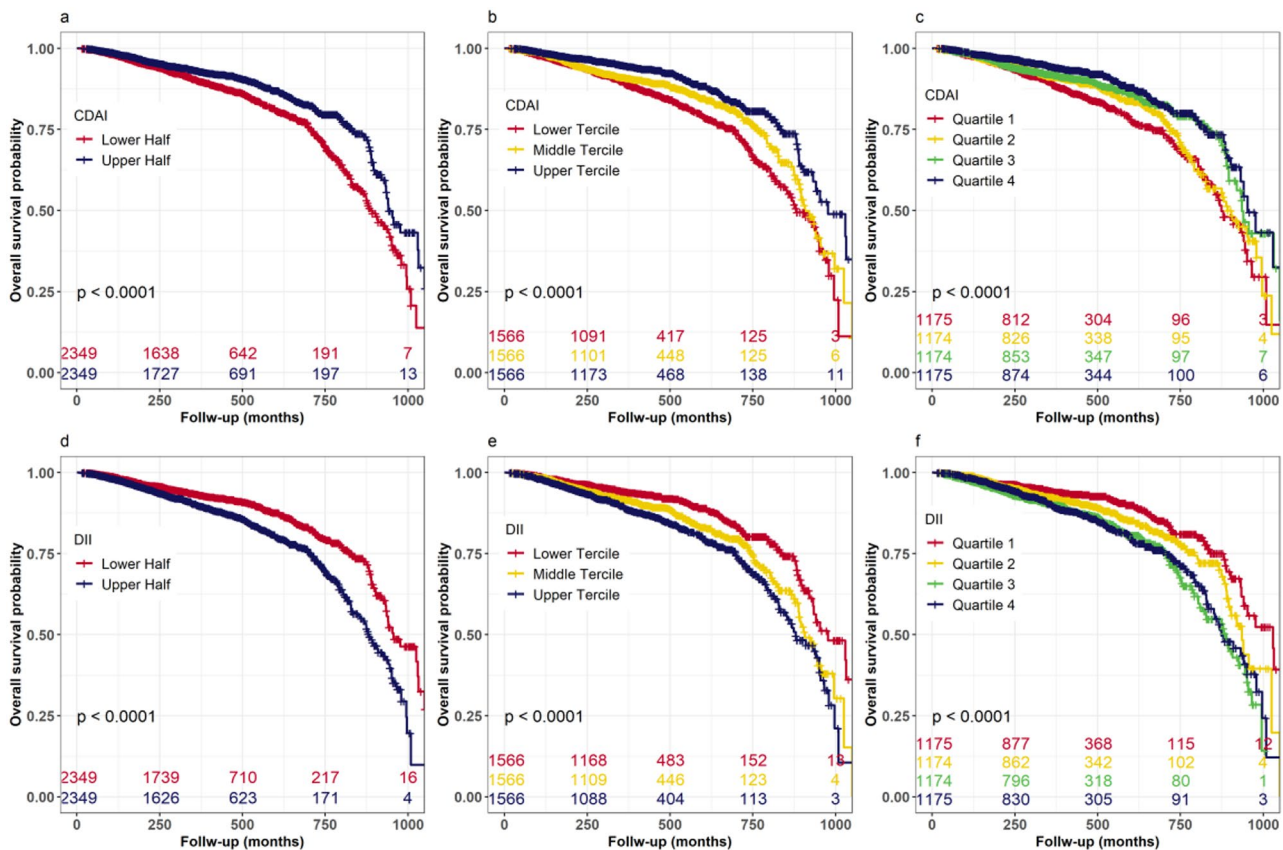 a
Overall survival probability
1.00
0.75
0.50
0.25
0.00
CDAI
Lower Half
Upper Half
p < 0.0001
2349 1638 642 191 7
2349 1727 691 197 13
0 250 500 750 1000
Follw-up (months)
b
Overall survival probability
1.00
0.75
0.50
0.25
0.00
CDAI
Lower Tercile
Middle Tercile
Upper Tercile
p < 0.0001
1566 1091 417 125 3
1566 1101 448 125 6
1566 1173 468 138 11
0 250 500 750 1000
Follw-up (months)
c
Overall survival probability
1.00
0.75
0.50
0.25
0.00
CDAI
Quartile 1
Quartile 2
Quartile 3
Quartile 4
p < 0.0001
1175 812 304 96 3
1174 826 338 95 4
1174 853 347 97 7
1175 874 344 100 6
0 250 500 750 1000
Follw-up (months)
d
Overall survival probability
1.00
0.75
0.50
0.25
0.00
DII
Lower Half
Upper Half
p < 0.0001
2349 1739 710 217 16
2349 1626 623 171 4
0 250 500 750 1000
Follw-up (months)
e
Overall survival probability
1.00
0.75
0.50
0.25
0.00
DII
Lower Tercile
Middle Tercile
Upper Tercile
p < 0.0001
1566 1168 483 152 13
1566 1109 446 123 4
1566 1088 404 113 3
0 250 500 750 1000
Follw-up (months)
f
Overall survival probability
1.00
0.75
0.50
0.25
0.00
DII
Quartile 1
Quartile 2
Quartile 3
Quartile 4
p < 0.0001
1175 877 368 115 12
1174 862 342 102 4
1174 796 318 80 1
1175 830 305 91 3
0 250 500 750 1000
Follw-up (months)